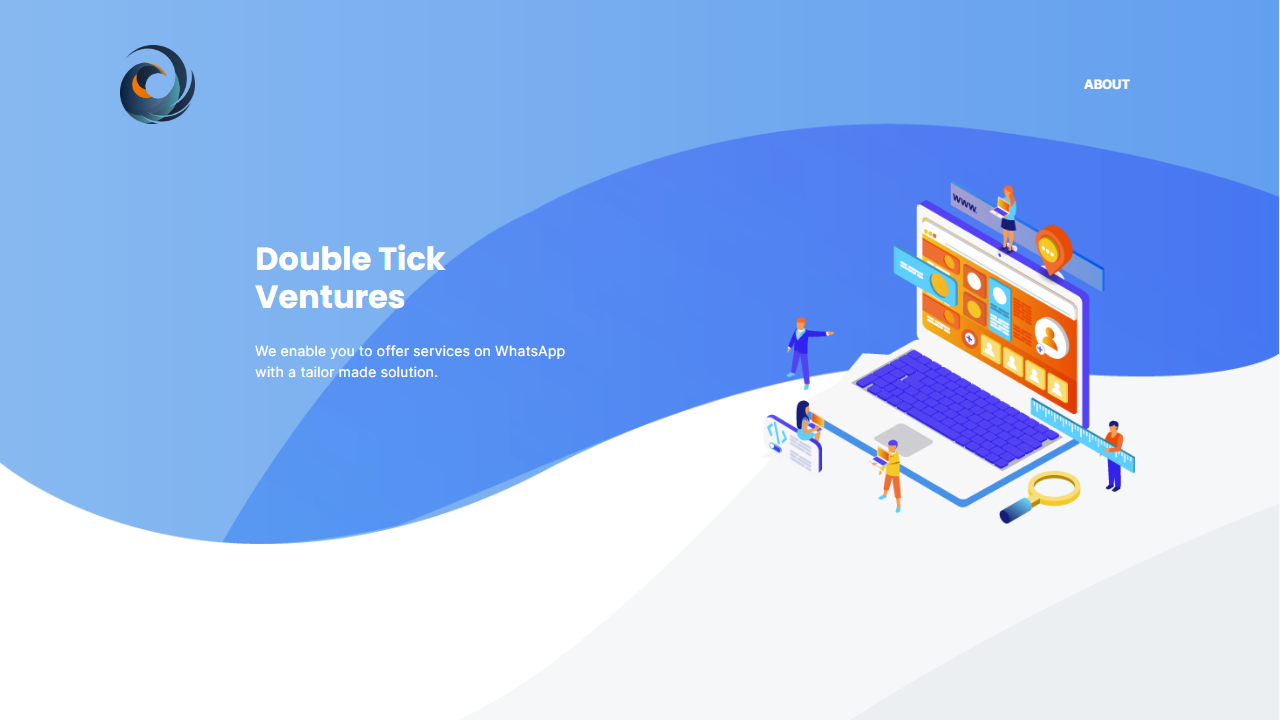 ABOUT
Double Tick
Ventures
We enable you to offer services on WhatsApp
with a tailor made solution.
www.